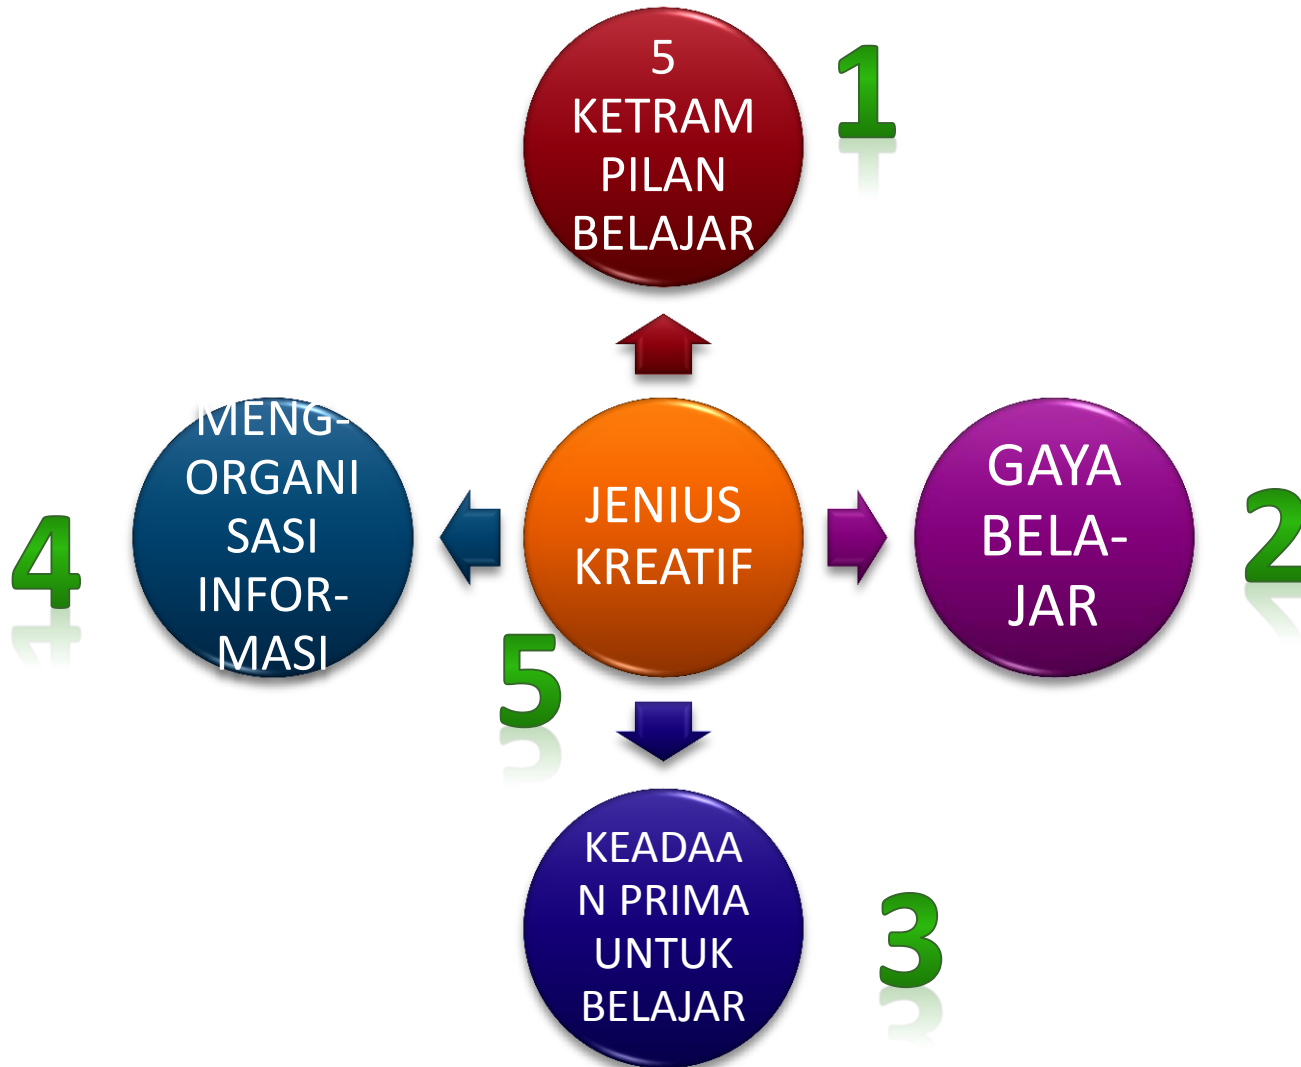 5
KETRAM
PILAN
BELAJAR
1
MENG-
ORGANI
SASI
INFOR-
MASI
4
JENIUS
KREATIF
5
GAYA
BELA-
JAR
2
KEADAA
N PRIMA
UNTUK
BELAJAR
3